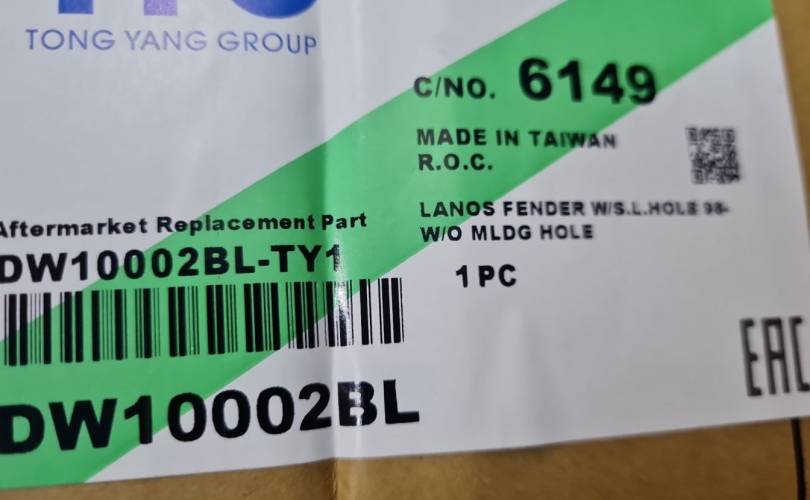 TONG YANG GROUP
C/NO. 6149
MADE IN TAIWAN
R.O.C.
LANOS FENDER W/S.L.HOLE 98-
W/O MLDG HOLE
1 PC
Aftermarket Replacement Part
DW10002BL-TY1
DW10002BL
EAC